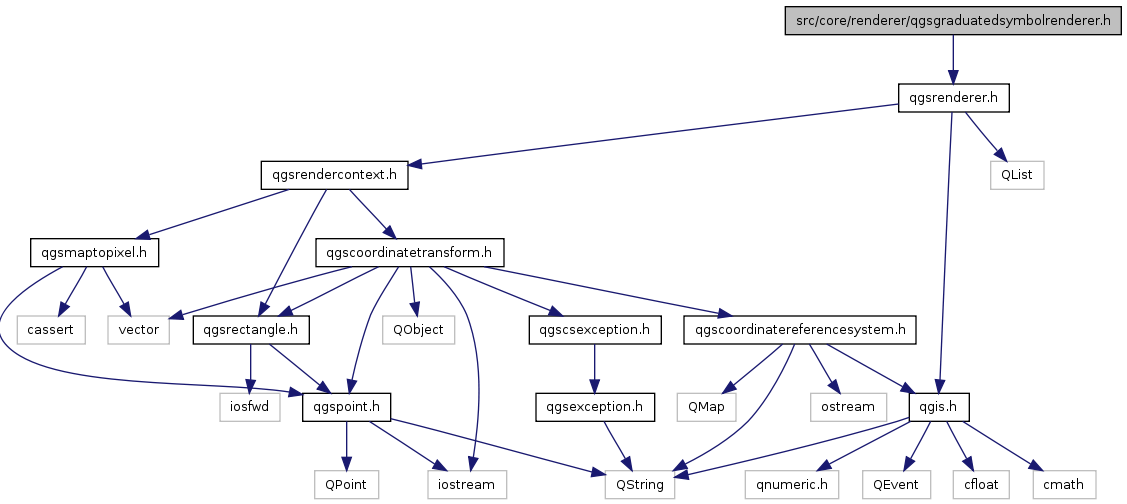 src/core/renderer/qgsgraduatedsymbolrenderer.h
qgsrenderer.h
qgsrendercontext.h
QList
qgsmaptopixel.h
qgscoordinatetransform.h
cassert
vector
qgsrectangle.h
QObject
qgscsexception.h
qgscoordinatereferencesystem.h
iosfwd
qgspoint.h
qgsexception.h
QMap
ostream
qgis.h
QPoint
iostream
QString
qnumeric.h
QEvent
cfloat
cmath